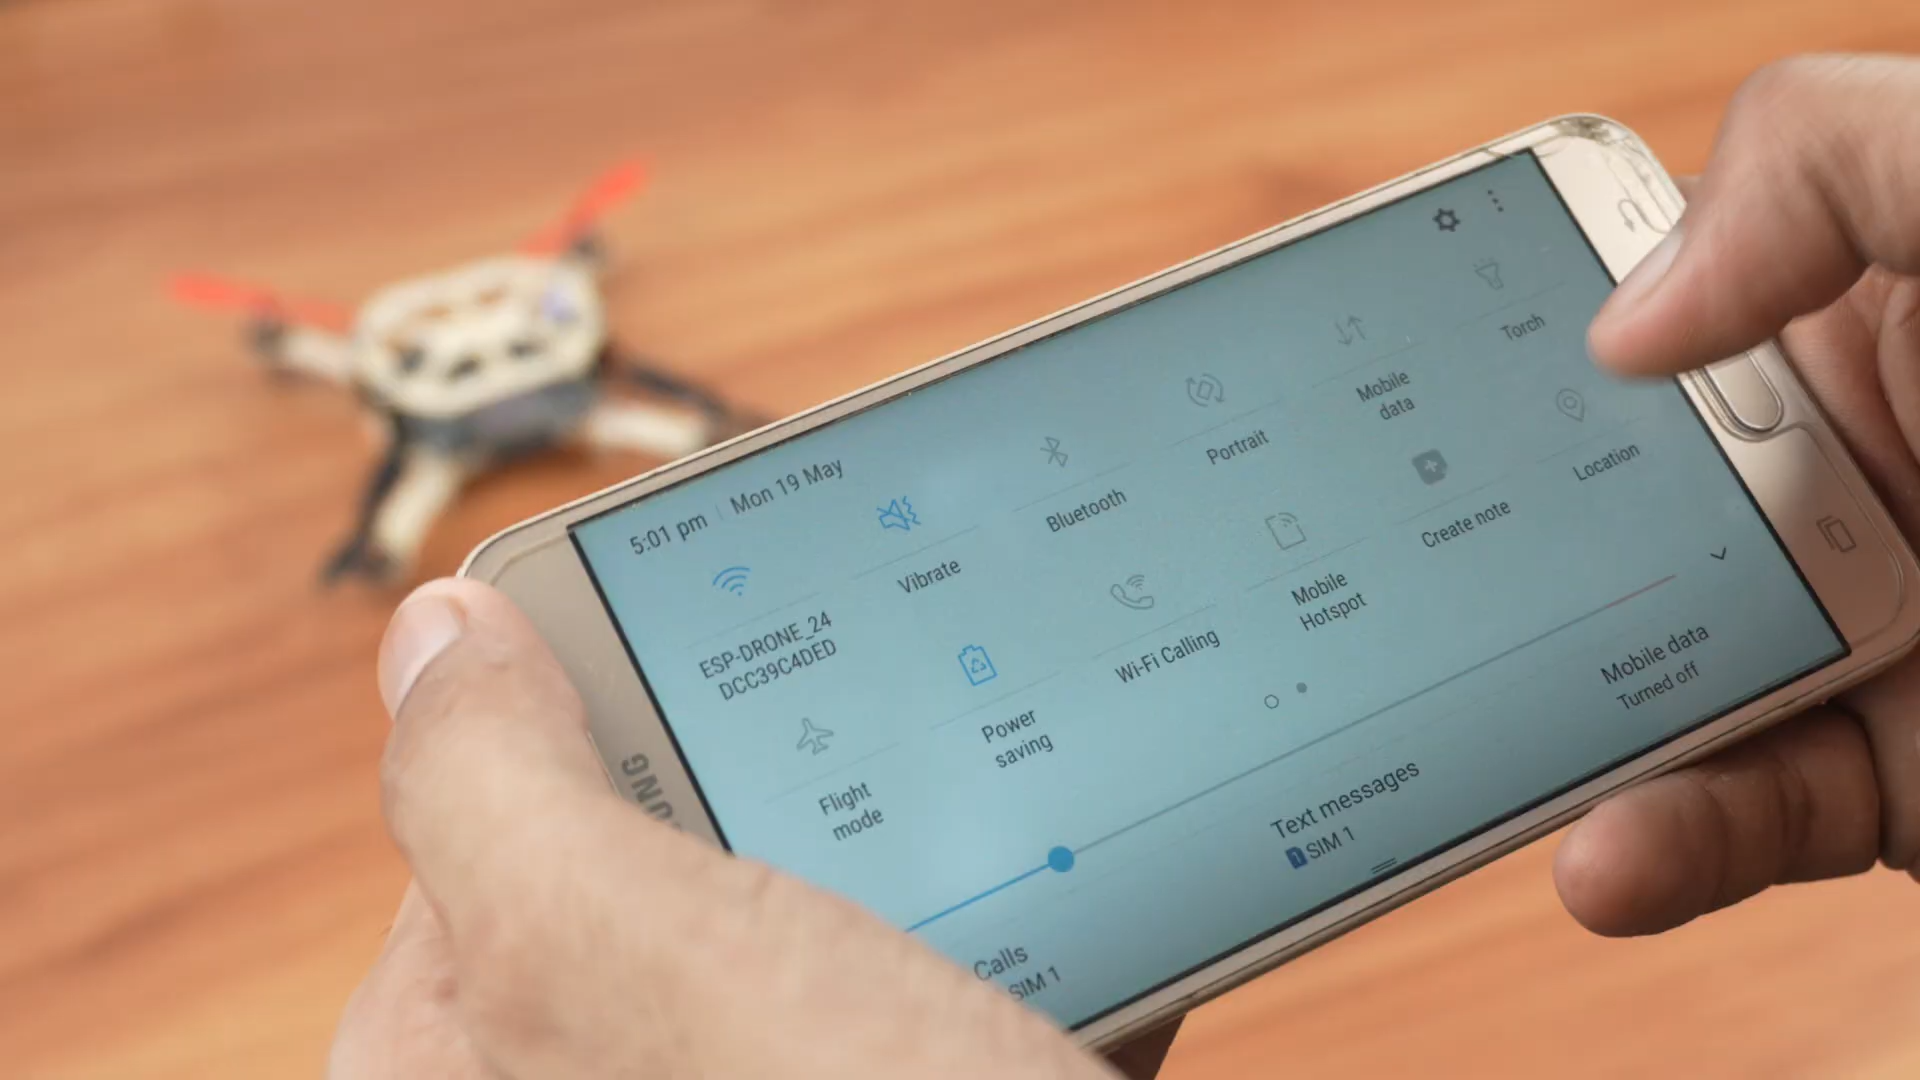 5:01 pm | Mon 19 May
ESP-DRONE_24
DCC39C4DED
Vibrate
Bluetooth
Portrait
Mobile
data
Torch
Flight
mode
Power
saving
Wi-Fi Calling
Mobile
Hotspot
Create note
Location
Calls
SIM 1
Text messages
1 SIM 1
Mobile data
Turned off